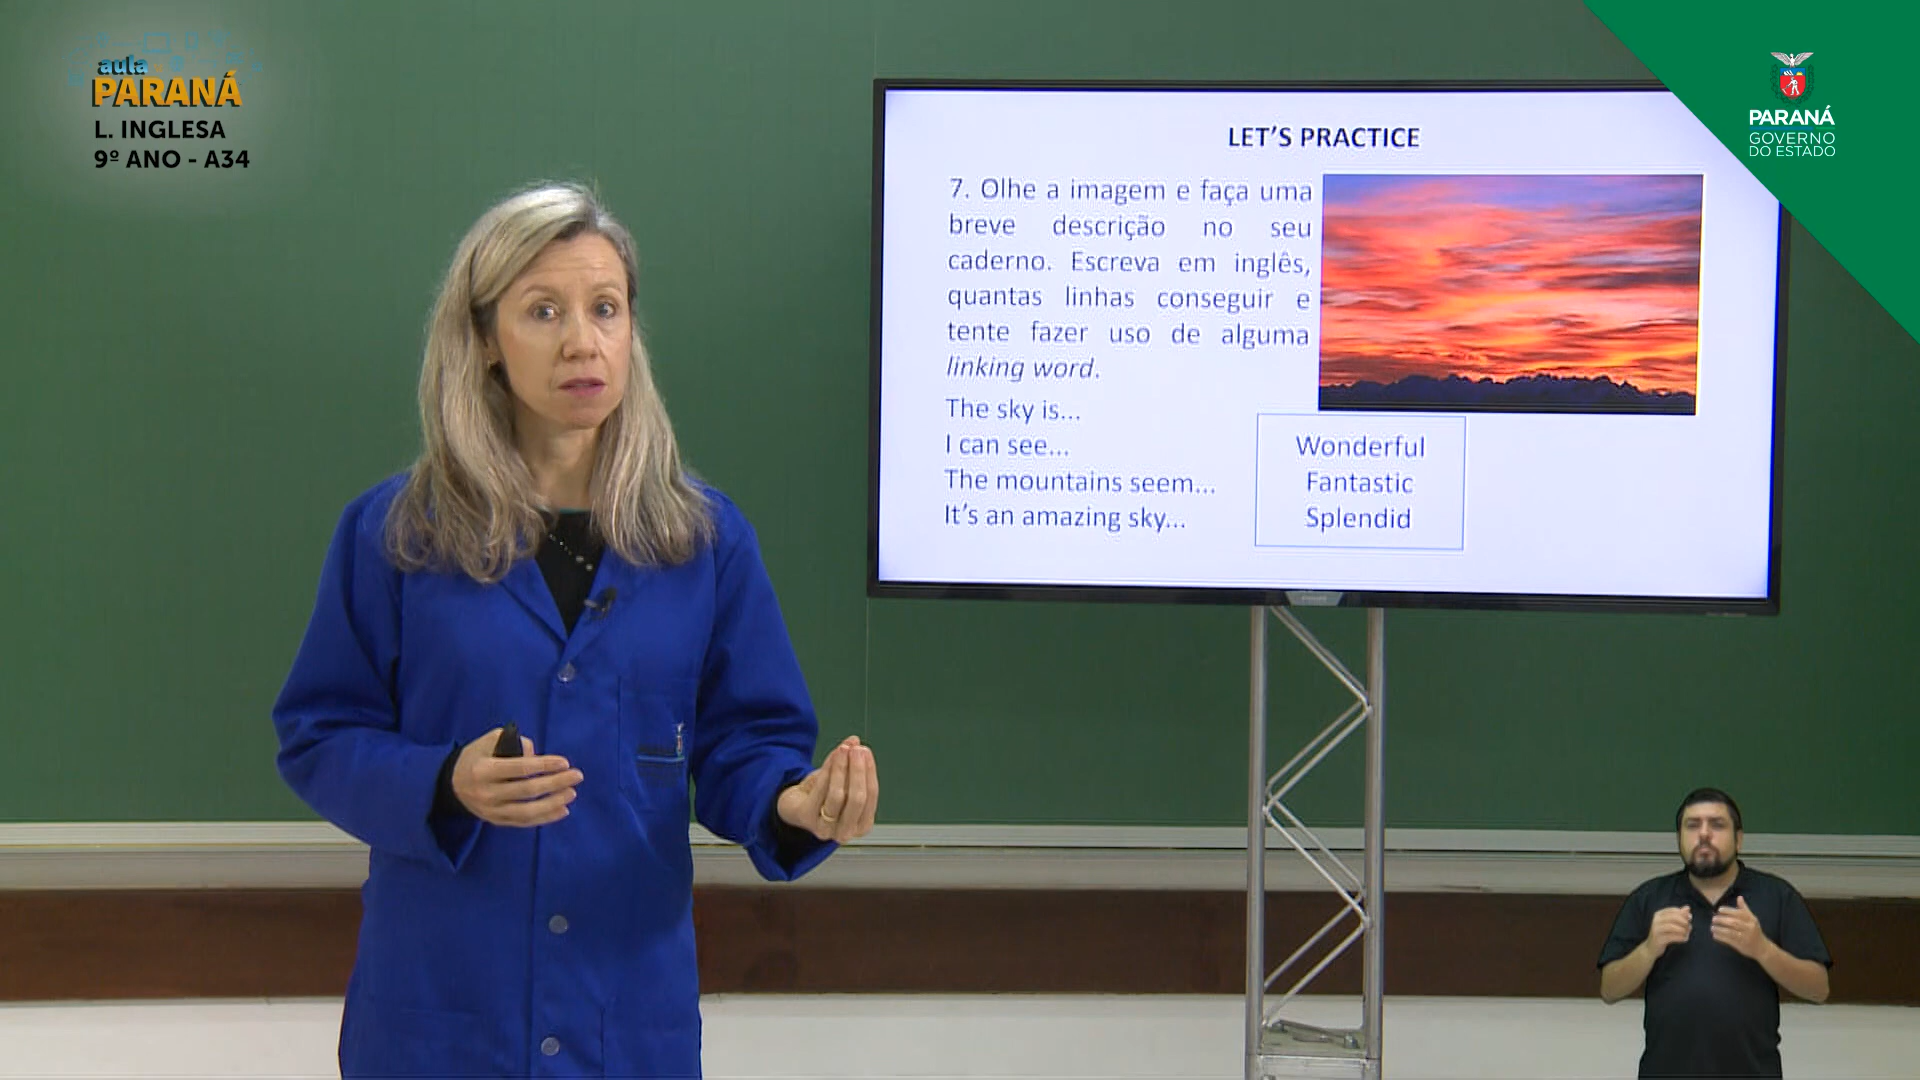 aula
PARANÁ
L. INGLESA
9º ANO - A34
PARANÁ
GOVERNO
DO ESTADO
LET'S PRACTICE
7. Olhe a imagem e faça uma
breve descrição no seu
caderno. Escreva em inglês,
quantas linhas conseguir e
tente fazer uso de alguma
linking word.
The sky is...
I can see...
The mountains seem...
It's an amazing sky...
Wonderful
Fantastic
Splendid